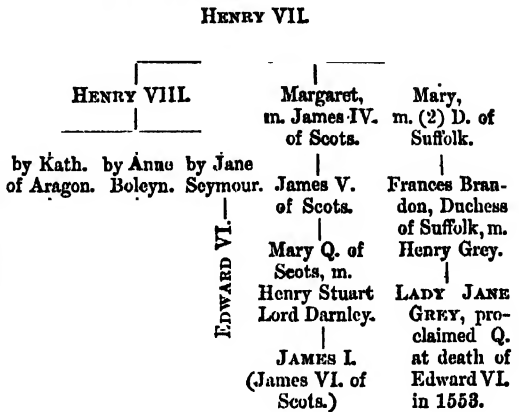 HENRY VII.
HENRY VIII.
by Kath. of Aragon.
by Anne Boleyn.
by Jane Seymour.
EDWARD VI.
Margaret,
m. James IV.
of Scots.
James V.
of Scots.
Mary Q. of
Scots, m.
Henry Stuart
Lord Darnley.
JAMES I.
(James VI. of
Scots.)
Mary,
m. (2) D. of
Suffolk.
Frances Bran-
don, Duchess
of Suffolk, m.
Henry Grey.
LADY JANE
GREY, pro-
claimed Q.
at death of
Edward VI.
in 1553.